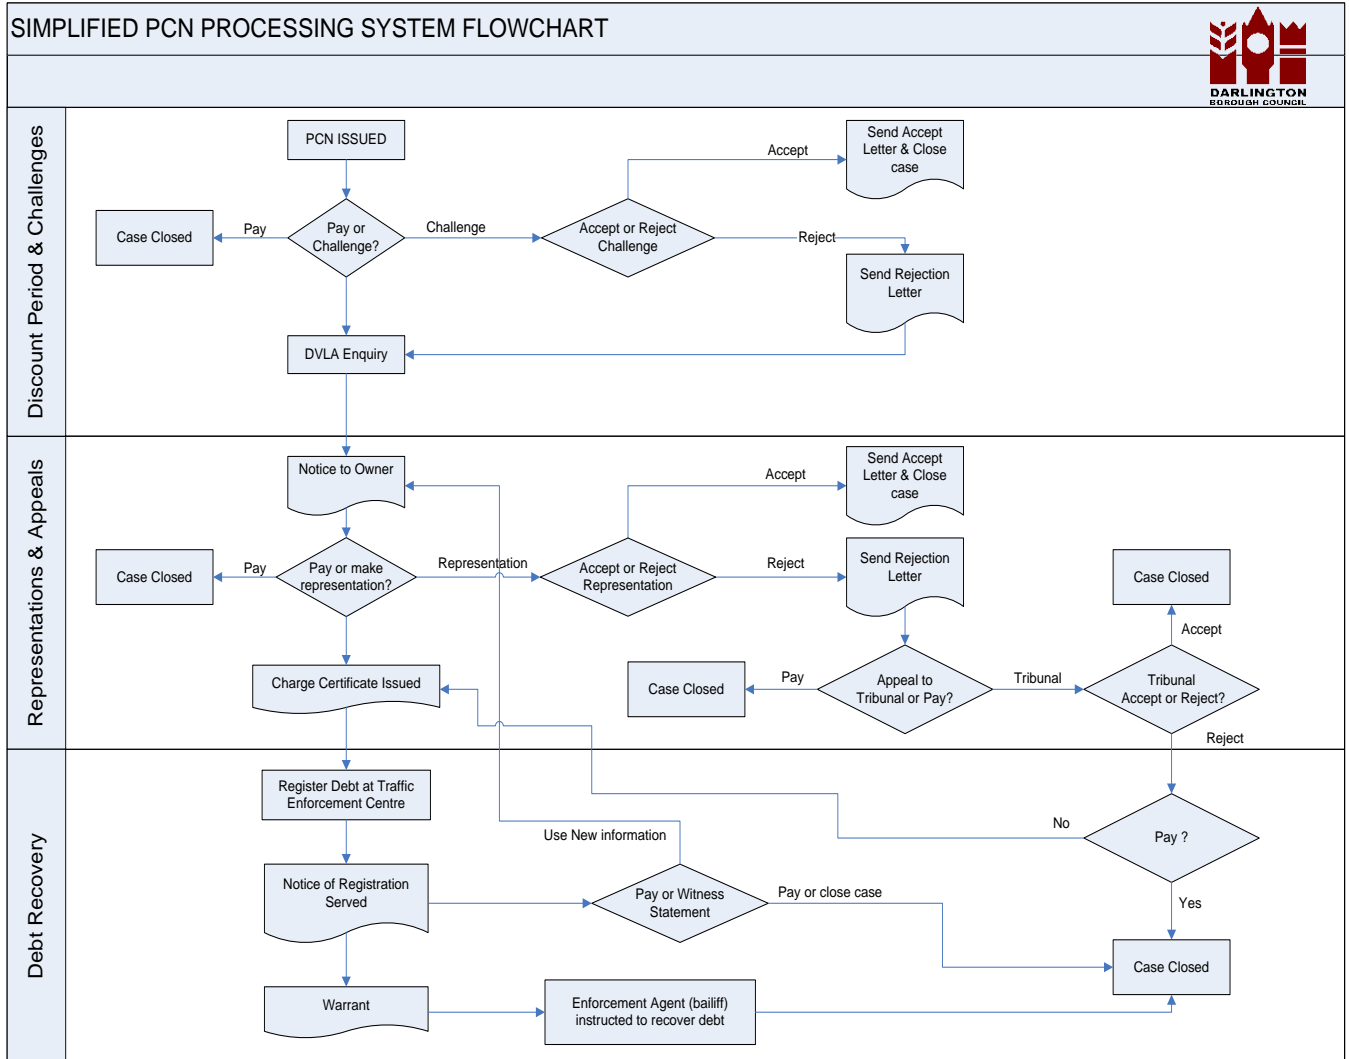 SIMPLIFIED PCN PROCESSING SYSTEM FLOWCHART
DARLINGTON
BOROUGH COUNCIL
Discount Period & Challenges
PCN ISSUED
Pay or
Challenge?
Pay
Case Closed
Challenge
Accept or Reject
Challenge
Accept
Send Accept
Letter & Close
case
Reject
Send Rejection
Letter
DVLA Enquiry
Representations & Appeals
Notice to Owner
Pay or make
representation?
Pay
Case Closed
Representation
Accept or Reject
Representation
Accept
Send Accept
Letter & Close
case
Reject
Send Rejection
Letter
Appeal to
Tribunal or Pay?
Pay
Case Closed
Tribunal
Tribunal
Accept or Reject?
Accept
Case Closed
Reject
Charge Certificate Issued
Debt Recovery
Register Debt at Traffic
Enforcement Centre
Notice of Registration
Served
Use New information
Pay or Witness
Statement
Pay or close case
No
Pay ?
Yes
Case Closed
Warrant
Enforcement Agent (bailiff)
instructed to recover debt